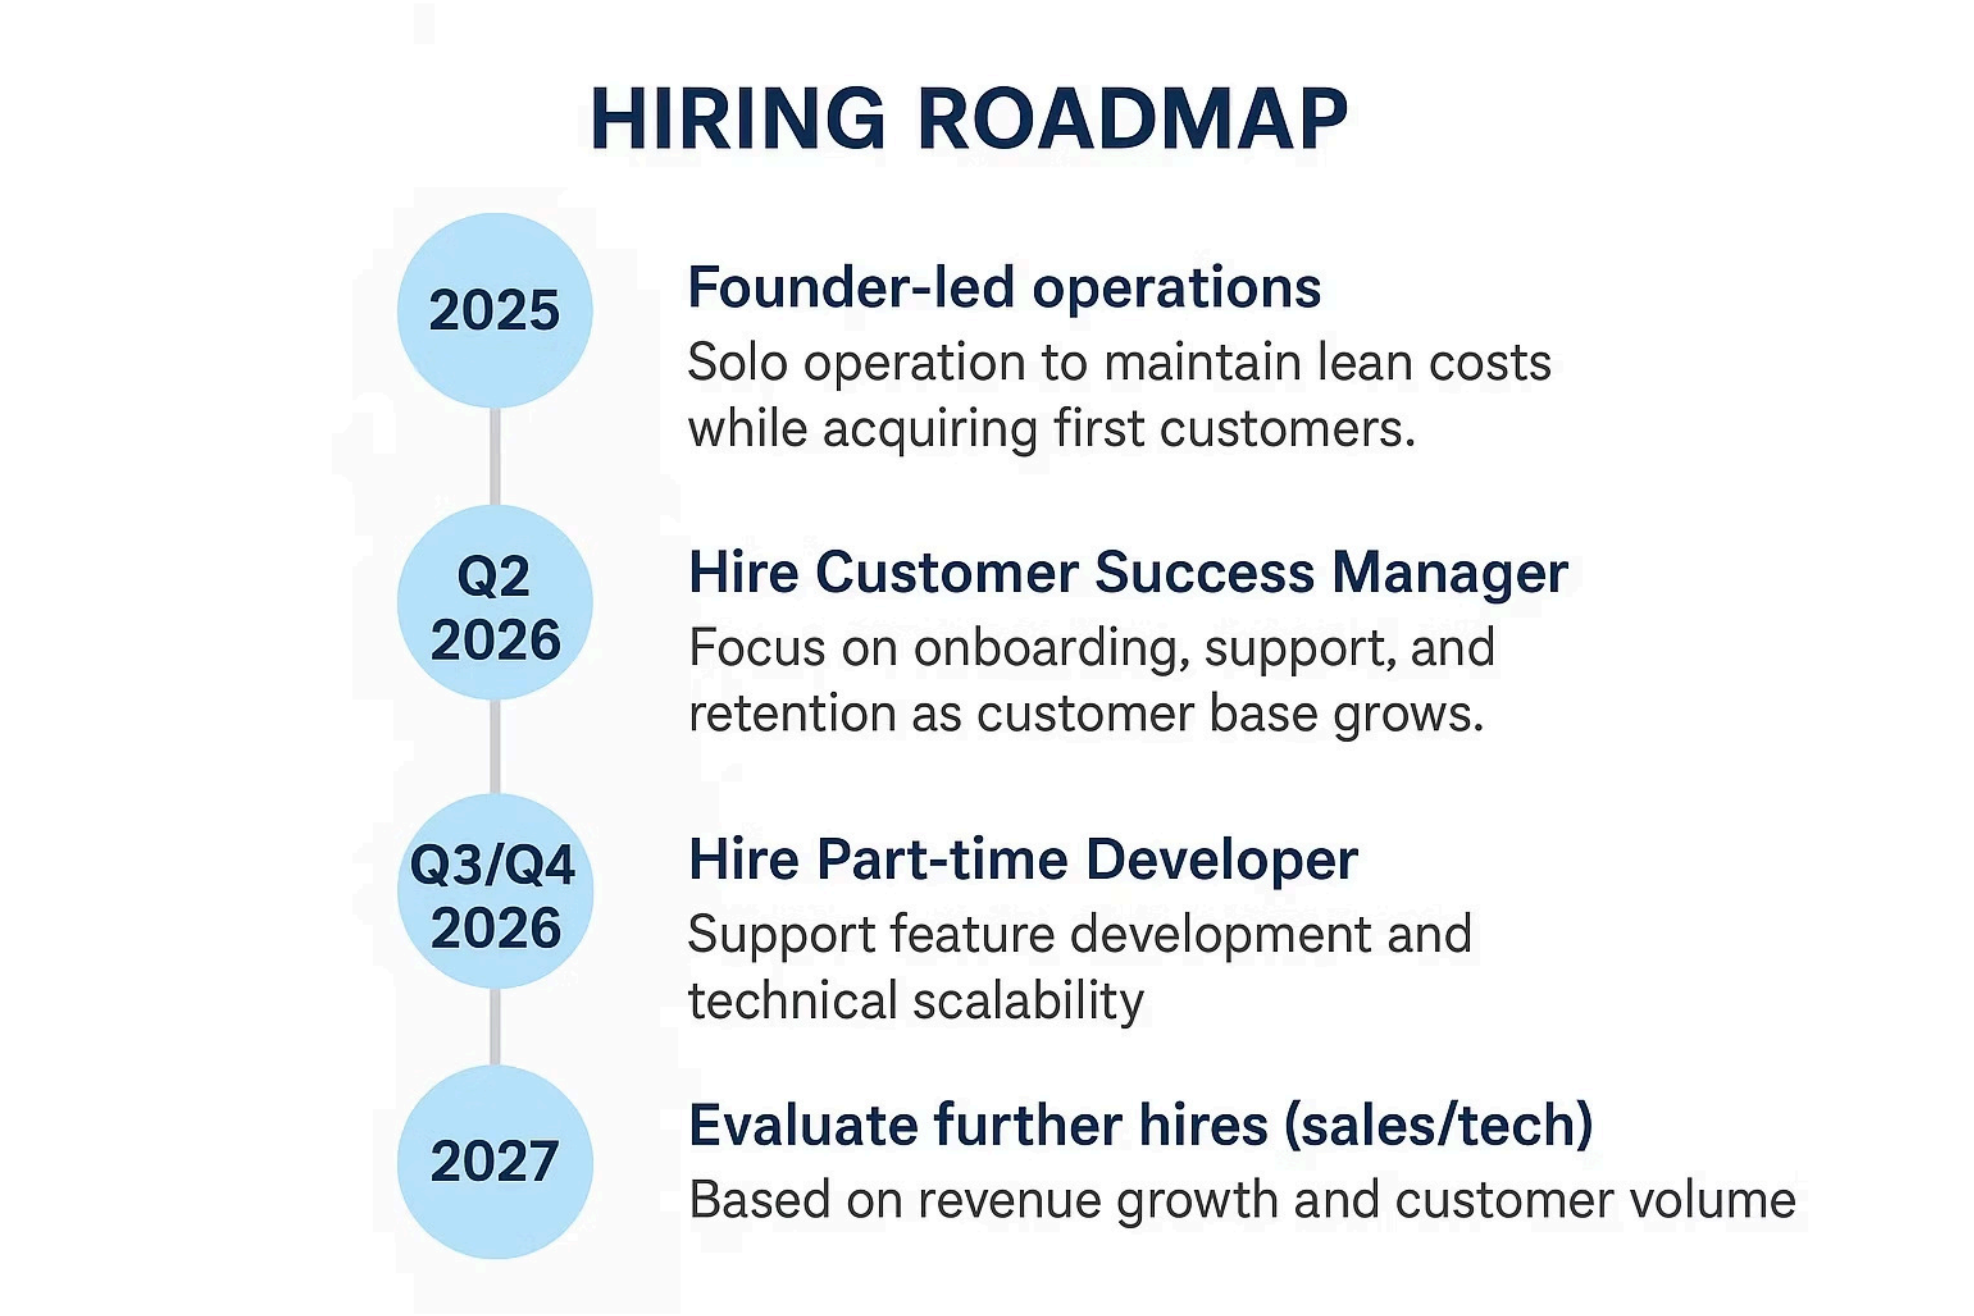 HIRING ROADMAP
2025
Founder-led operations
Solo operation to maintain lean costs
while acquiring first customers.
Q2
2026
Hire Customer Success Manager
Focus on onboarding, support, and
retention as customer base grows.
Q3/Q4
2026
Hire Part-time Developer
Support feature development and
technical scalability
2027
Evaluate further hires (sales/tech)
Based on revenue growth and customer volume